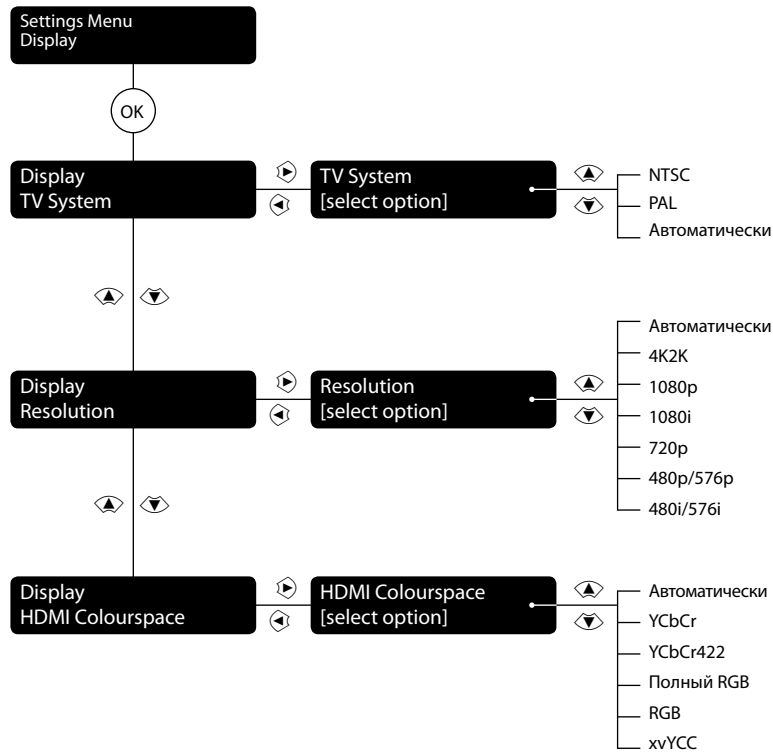 Settings Menu
Display
OK
Display
TV System
TV System
[select option]
NTSC
PAL
Автоматически
Display
Resolution
Resolution
[select option]
Автоматически
4K2K
1080p
1080i
720p
480p/576p
480i/576i
Display
HDMI Colourspace
HDMI Colourspace
[select option]
Автоматически
YCbCr
YCbCr422
Полный RGB
RGB
xvYCC